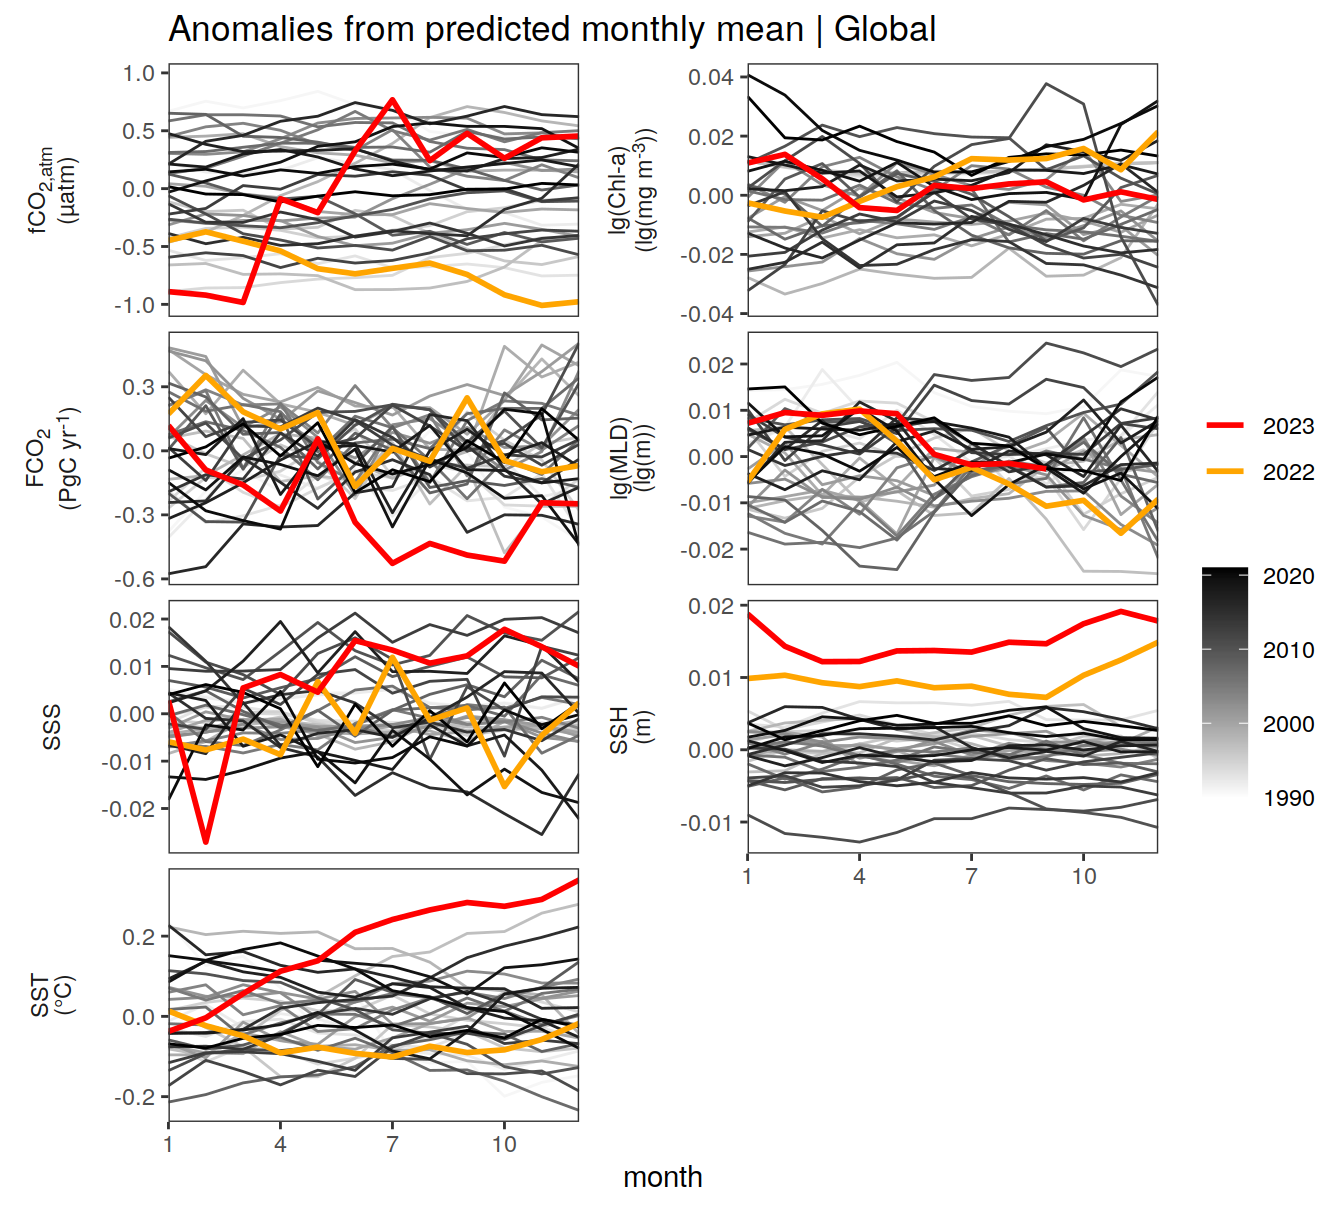 Anomalies from predicted monthly mean | Global
fCO2,atm
(µatm)
1.0
0.5
0.0
-0.5
-1.0
lg(Chl-a)
(lg(mg m-3))
0.04
0.02
0.00
-0.02
-0.04
FCO2
(PgC yr-1)
0.3
0.0
-0.3
-0.6
lg(MLD)
(lg(m))
0.02
0.01
0.00
-0.01
-0.02
SSS
0.02
0.01
0.00
-0.01
-0.02
SSH
(m)
0.02
0.01
0.00
-0.01
1 4 7 10
SST
(°C)
0.2
0.0
-0.2
1 4 7 10
month
2023
2022
2020
2010
2000
1990